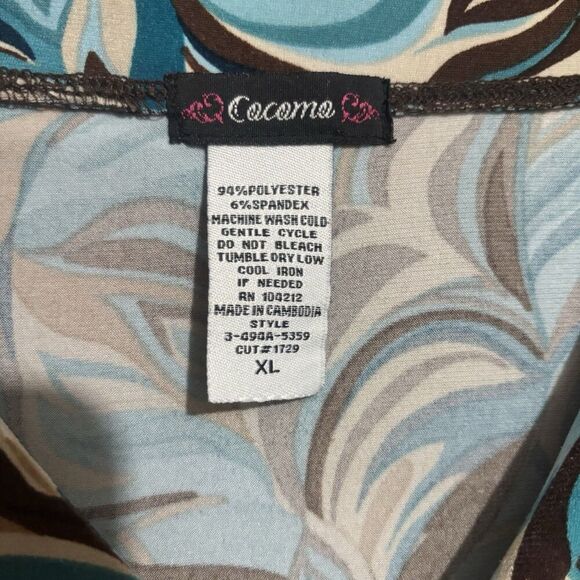 Cocomo
94%POLYESTER
6%SPANDEX
MACHINE WASH COLD
GENTLE CYCLE
DO NOT BLEACH
TUMBLE DRY LOW
COOL IRON
IF NEEDED
RN 104212
MADE IN CAMBODIA
STYLE
3-494A-5359
CUT#1729
XL